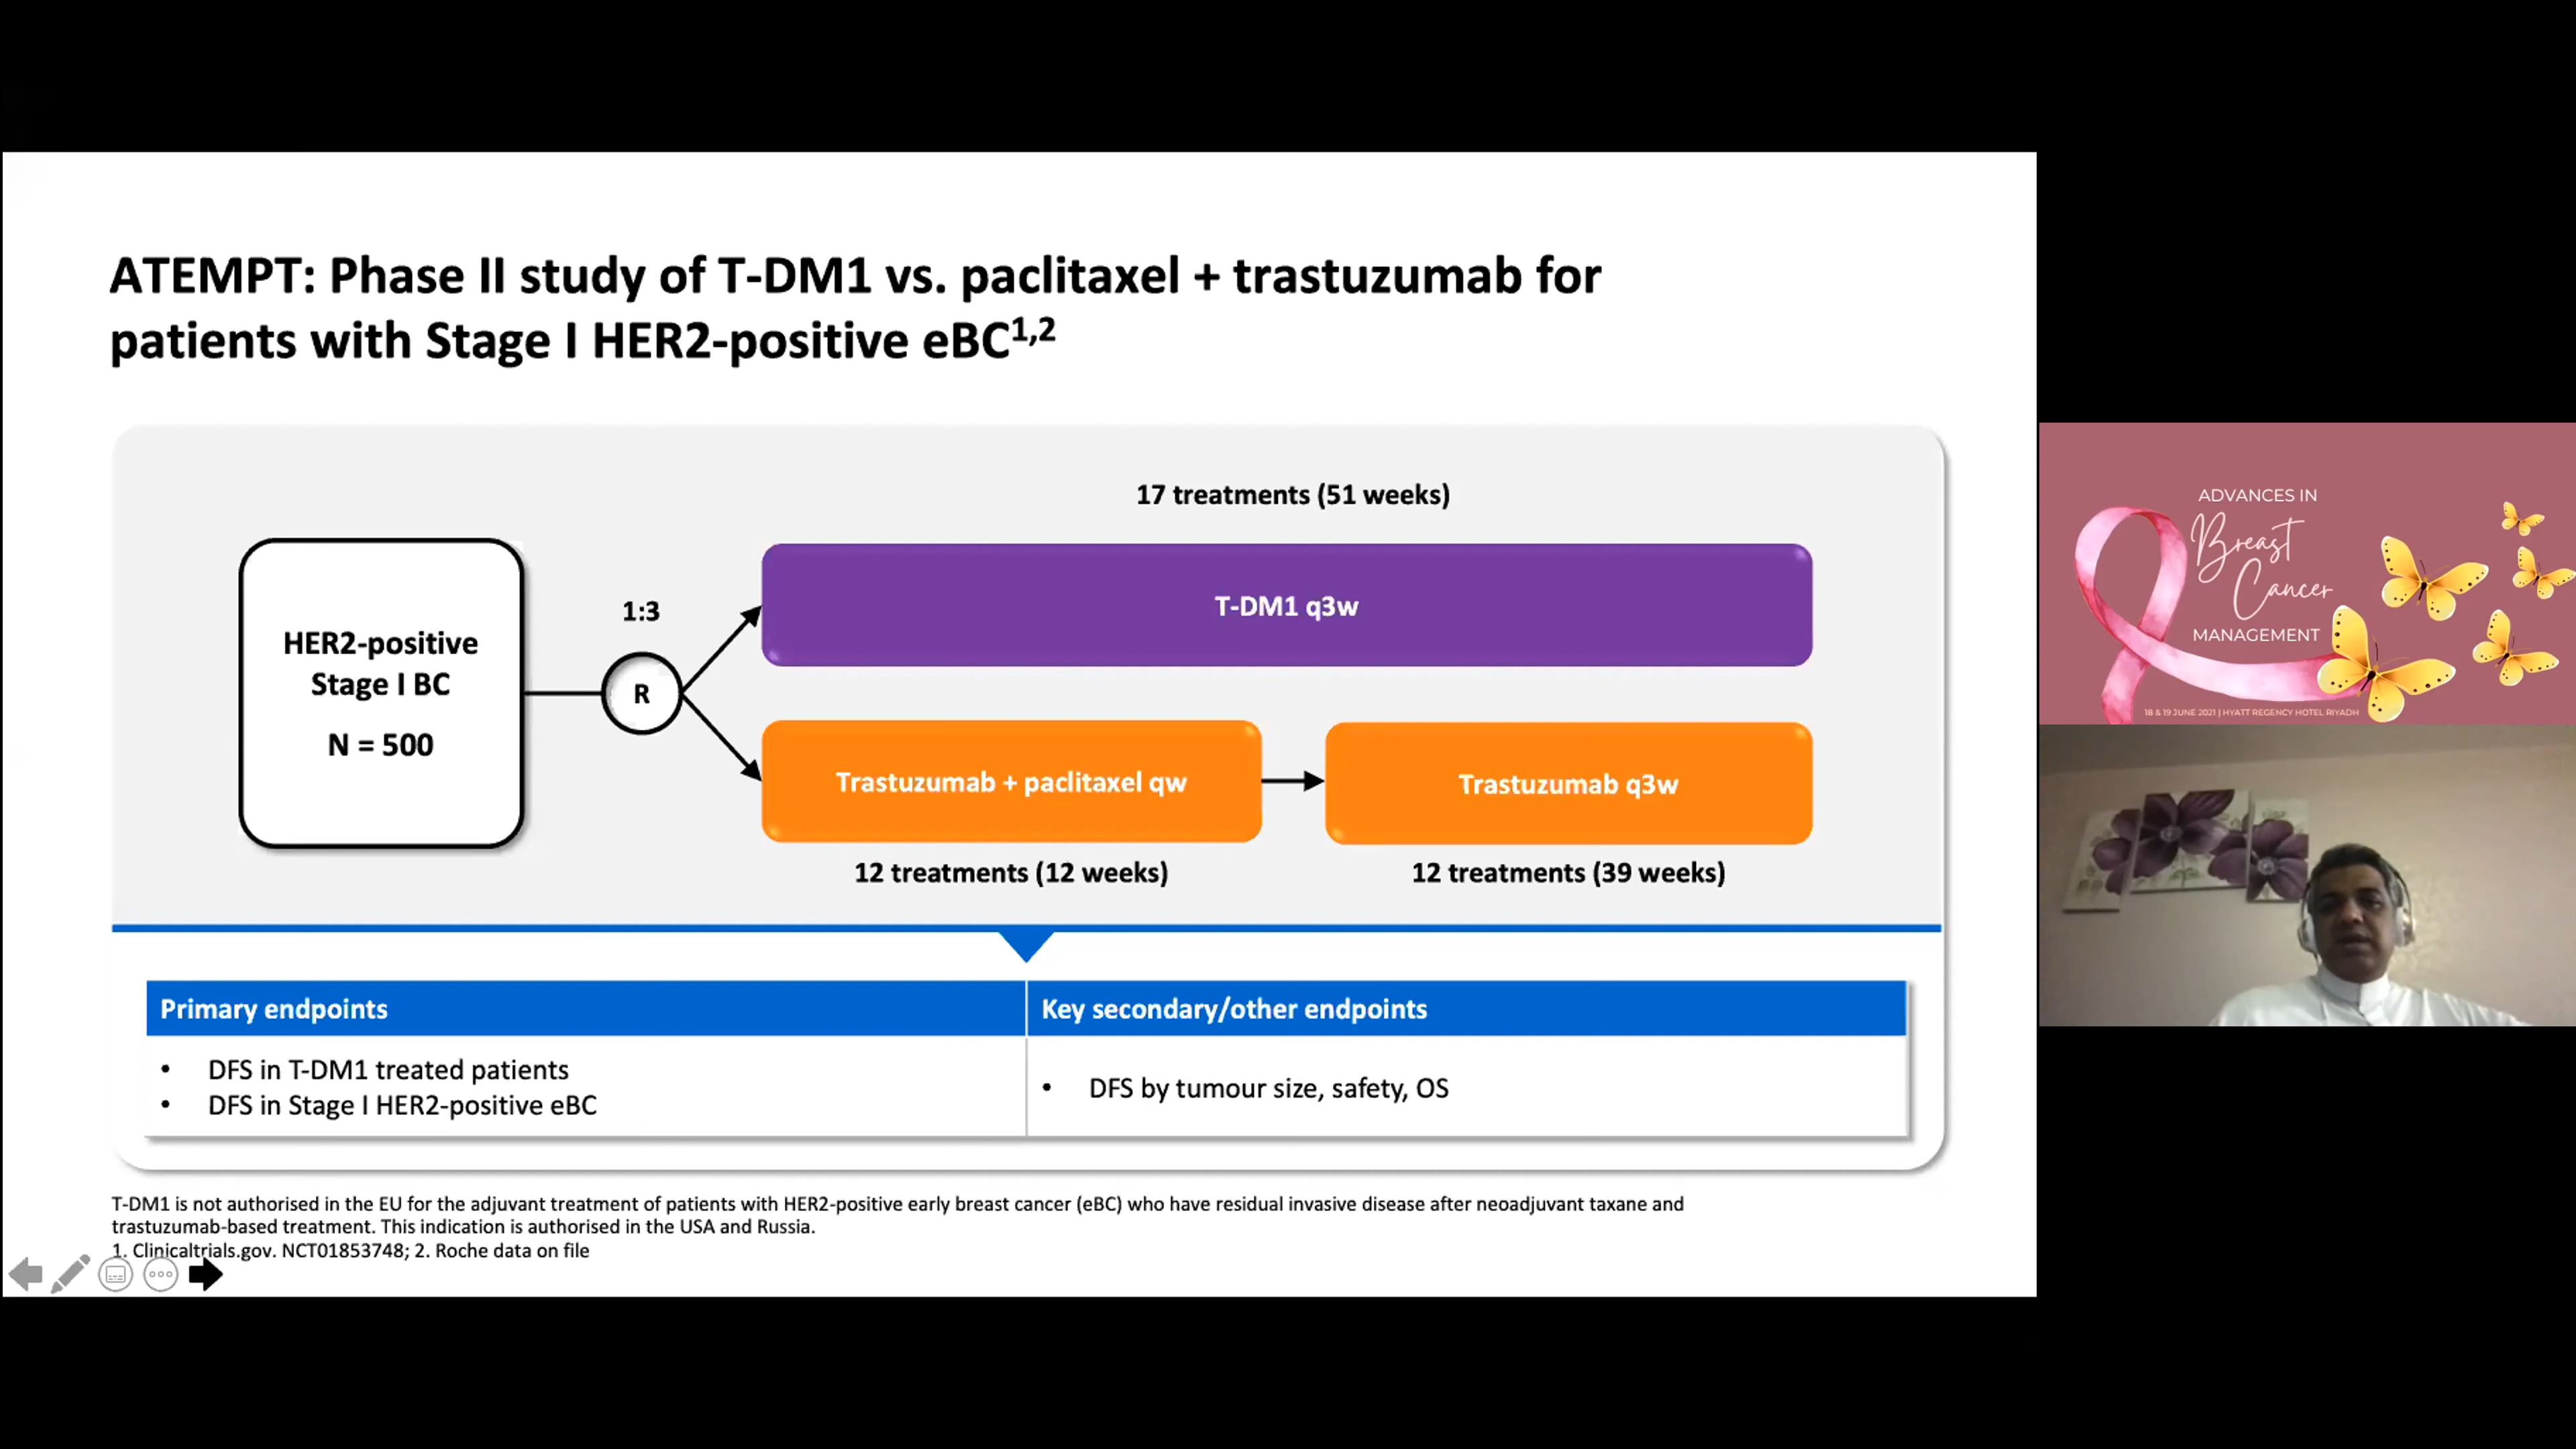 ATEMPT: Phase II study of T-DM1 vs. paclitaxel + trastuzumab for
patients with Stage I HER2-positive eBC1,2
17 treatments (51 weeks)
HER2-positive
Stage I BC
N = 500
1:3
R
T-DM1 q3w
Trastuzumab + paclitaxel qw
Trastuzumab q3w
12 treatments (12 weeks)
12 treatments (39 weeks)
Primary endpoints
Key secondary/other endpoints
• DFS in T-DM1 treated patients
• DFS in Stage I HER2-positive eBC
• DFS by tumour size, safety, OS
T-DM1 is not authorised in the EU for the adjuvant treatment of patients with HER2-positive early breast cancer (eBC) who have residual invasive disease after neoadjuvant taxane and
trastuzumab-based treatment. This indication is authorised in the USA and Russia.
1. Clinicaltrials.gov. NCT01853748; 2. Roche data on file
ADVANCES IN
Breast
Cancer
MANAGEMENT
18 & 19 JUNE 2021 | HYATT REGENCY HOTEL RIYADH